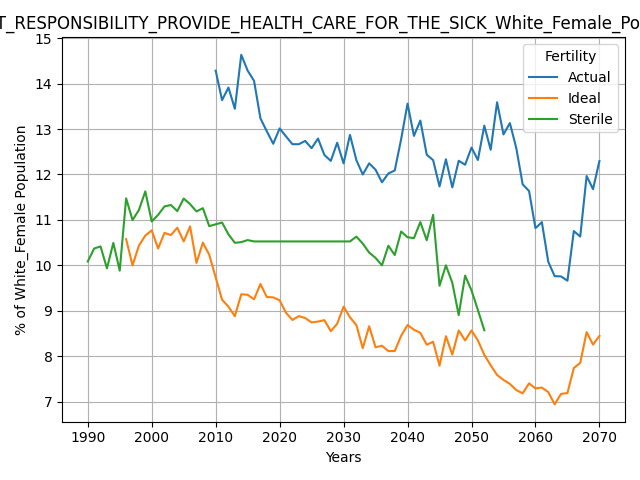 T_RESPONSIBILITY_PROVIDE_HEALTH_CARE_FOR_THE_SICK_White_Female_Po
15
14
13
12
11
10
9
8
7
% of White_Female Population
Fertility
Actual
Ideal
Sterile
1990 2000 2010 2020 2030 2040 2050 2060 2070
Years